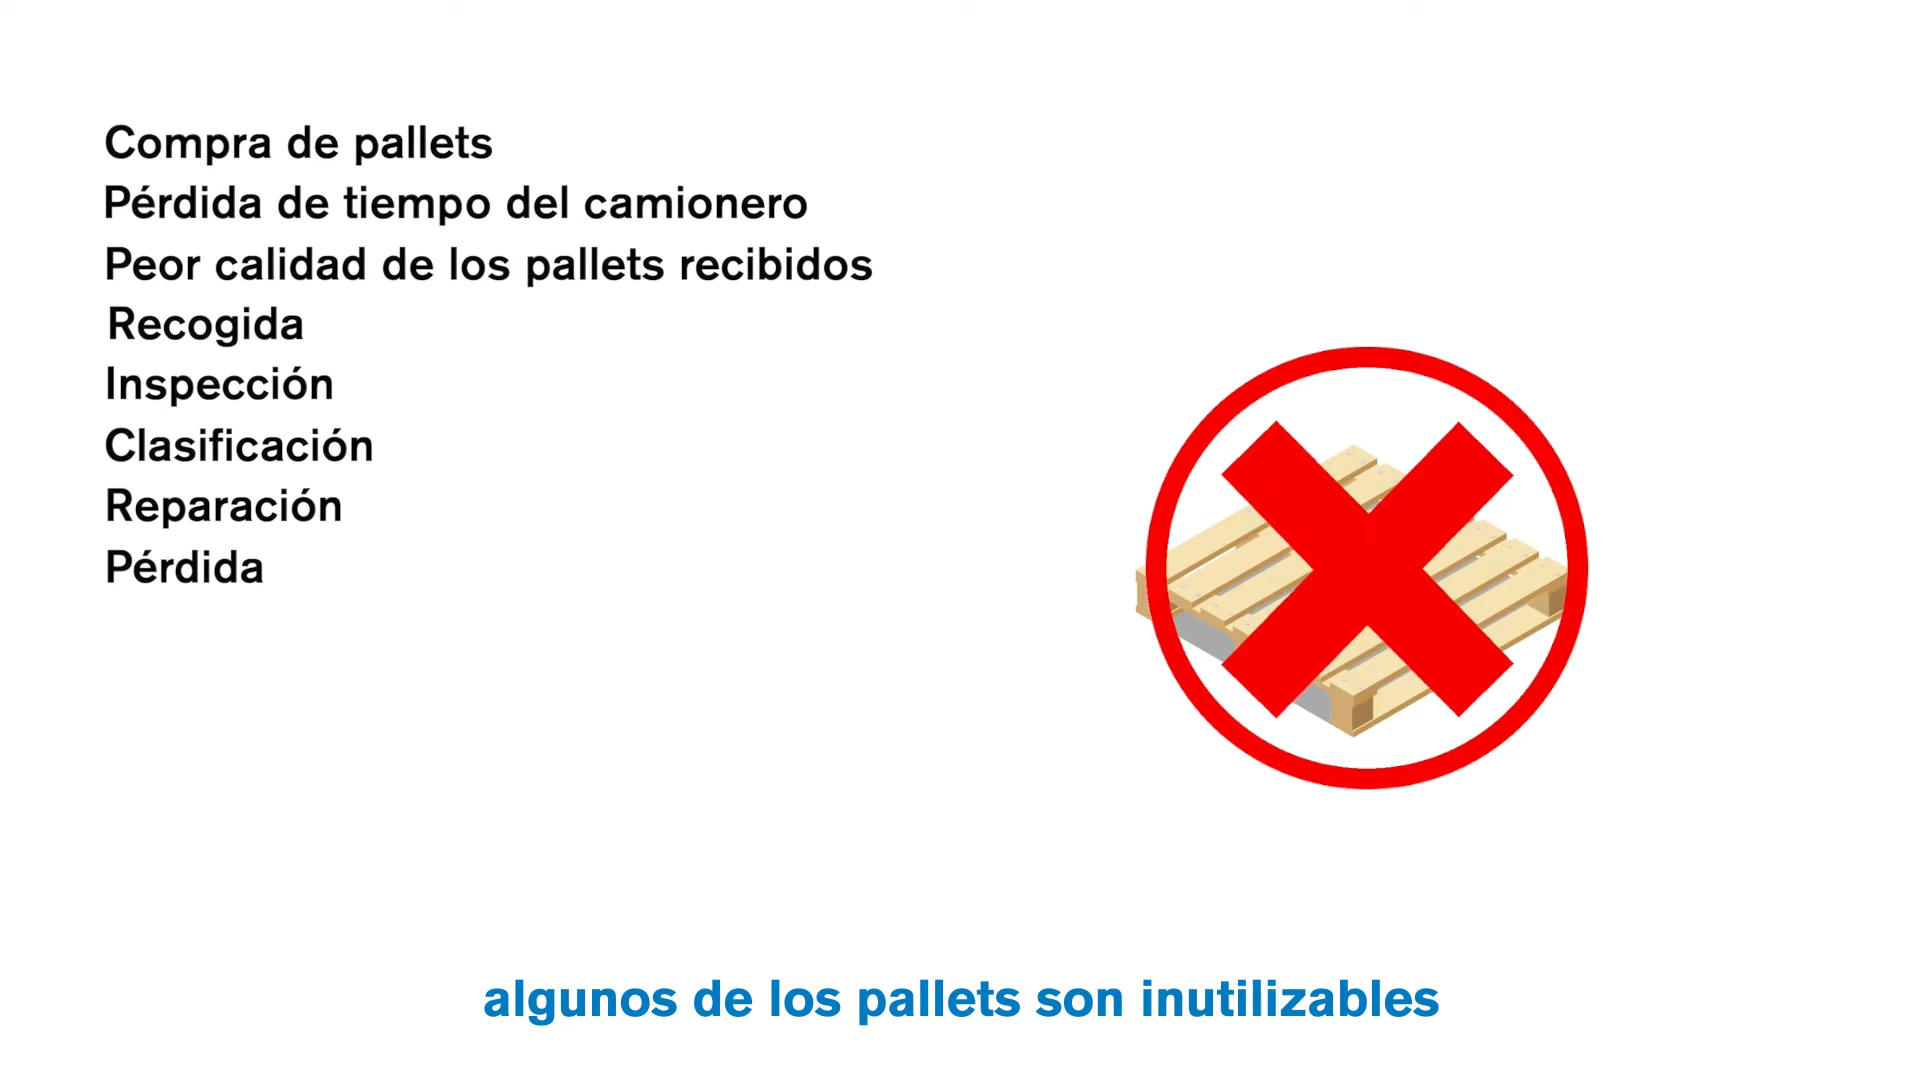 Compra de pallets
Pérdida de tiempo del camionero
Peor calidad de los pallets recibidos
Recogida
Inspección
Clasificación
Reparación
Pérdida
algunos de los pallets son inutilizables